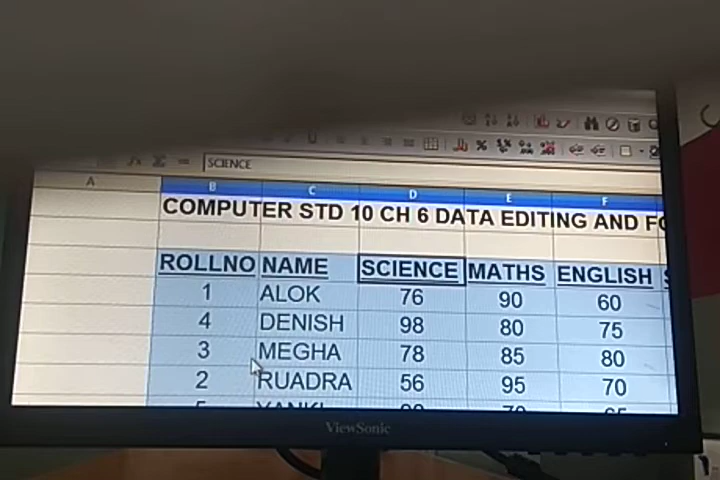 SCIENCE
A B C D E F
COMPUTER STD 10 CH 6 DATA EDITING AND
ROLLNO NAME SCIENCE MATHS ENGLISH
1 ALOK 76 90 60
4 DENISH 98 80 75
3 MEGHA 78 85 80
2 RUADRA 56 95 70
ViewSonic